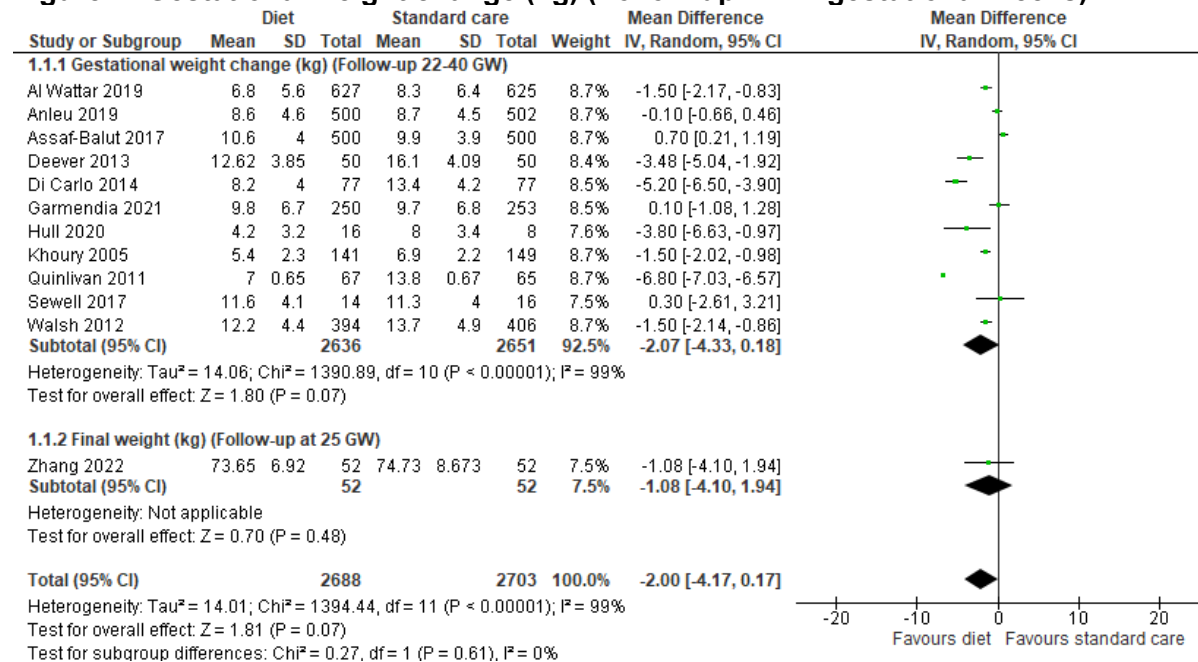 Diet Standard care Mean Difference Mean Difference
Study or Subgroup Mean SD Total Mean SD Total Weight IV, Random, 95% CI IV, Random, 95% CI
1.1.1 Gestational weight change (kg) (Follow-up 22-40 GW)
Al Wattar 2019 6.8 5.6 627 8.3 6.4 625 8.7% -1.50 [-2.17, -0.83]
Anleu 2019 8.6 4.6 500 8.7 4.5 502 8.7% -0.10 [-0.66, 0.46]
Assaf-Balut 2017 10.6 4 500 9.9 3.9 500 8.7% 0.70 [0.21, 1.19]
Deever 2013 12.62 3.85 50 16.1 4.09 50 8.4% -3.48 [-5.04, -1.92]
Di Carlo 2014 8.2 4 77 13.4 4.2 77 8.5% -5.20 [-6.50, -3.90]
Garmendia 2021 9.8 6.7 250 9.7 6.8 253 8.5% 0.10 [-1.08, 1.28]
Hull 2020 4.2 3.2 16 8 3.4 8 7.6% -3.80 [-6.63, -0.97]
Khoury 2005 5.4 2.3 141 6.9 2.2 149 8.7% -1.50 [-2.02, -0.98]
Quinlivan 2011 7 0.65 67 13.8 0.67 65 8.7% -6.80 [-7.03, -6.57]
Sewell 2017 11.6 4.1 14 11.3 4 16 7.5% 0.30 [-2.61, 3.21]
Walsh 2012 12.2 4.4 394 13.7 4.9 406 8.7% -1.50 [-2.14, -0.86]
Subtotal (95% CI) 2636 2651 92.5% -2.07 [-4.33, 0.18]
Heterogeneity: Tau² = 14.06; Chi² = 1390.89, df = 10 (P < 0.00001); I² = 99%
Test for overall effect: Z = 1.80 (P = 0.07)
1.1.2 Final weight (kg) (Follow-up at 25 GW)
Zhang 2022 73.65 6.92 52 74.73 8.673 52 7.5% -1.08 [-4.10, 1.94]
Subtotal (95% CI) 52 52 7.5% -1.08 [-4.10, 1.94]
Heterogeneity: Not applicable
Test for overall effect: Z = 0.70 (P = 0.48)
Total (95% CI) 2688 2703 100.0% -2.00 [-4.17, 0.17]
Heterogeneity: Tau² = 14.01; Chi² = 1394.44, df = 11 (P < 0.00001); I² = 99%
Test for overall effect: Z = 1.81 (P = 0.07)
Test for subgroup differences: Chi² = 0.27, df = 1 (P = 0.61), I² = 0%
-20 -10 0 10 20
Favours diet Favours standard care